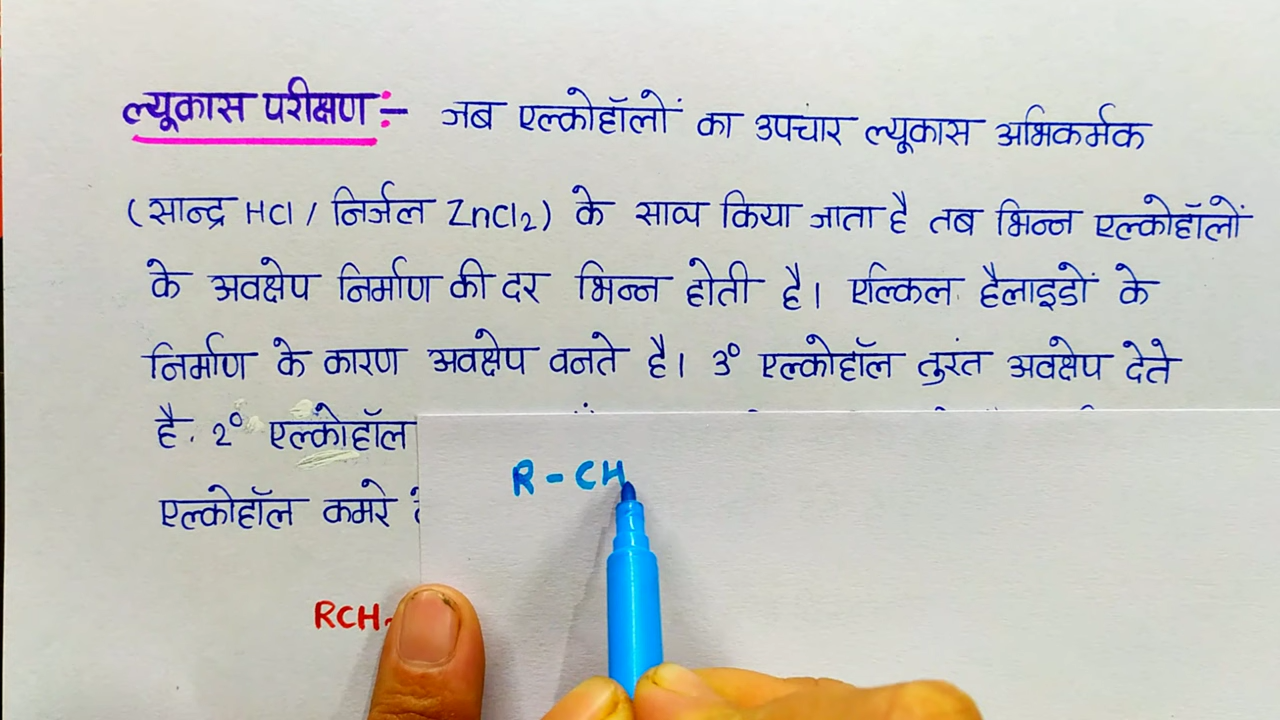 ल्यूकास परीक्षण:- जब एल्कोहॉलों का उपचार ल्यूकास अभिकर्मक
(सान्द्र HCl / निर्जल ZnCl₂) के साथ किया जाता है तब भिन्न एल्कोहॉलों
के अवक्षेप निर्माण की दर भिन्न होती है। एल्किल हैलाइडों के
निर्माण के कारण अवक्षेप बनते है। 3° एल्कोहॉल तुरंत अवक्षेप देते
है. 2° एल्कोहॉल
R - CH
एल्कोहॉल कमरे
RCH